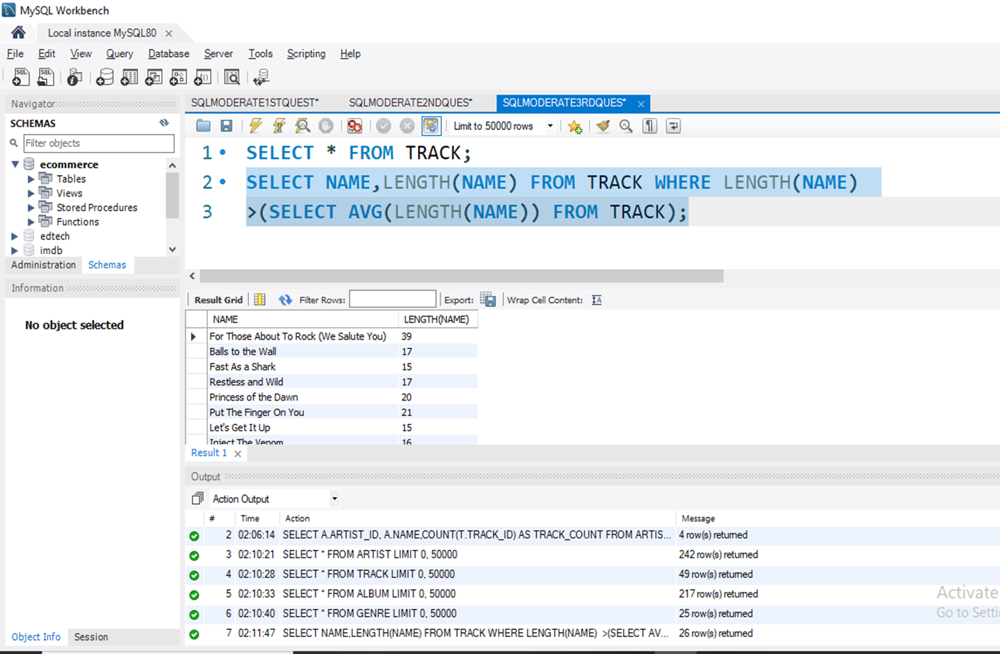 MySQL Workbench
Local instance MySQL80
File Edit View Query Database Server Tools Scripting Help
Navigator
SQLMODERATE1STQUEST* SQLMODERATE2NDQUES* SQLMODERATE3RDQUES*
SCHEMAS
Limit to 50000 rows
Filter objects
ecommerce
Tables
Views
Stored Procedures
Functions
edtech
imdb
Administration Schemas
Information
No object selected
1 SELECT * FROM TRACK;
2 SELECT NAME,LENGTH(NAME) FROM TRACK WHERE LENGTH(NAME)
3 >(SELECT AVG(LENGTH(NAME)) FROM TRACK);
Result Grid Filter Rows: Export: Wrap Cell Content:
NAME LENGTH(NAME)
For Those About To Rock (We Salute You) 39
Balls to the Wall 17
Fast As a Shark 15
Restless and Wild 17
Princess of the Dawn 20
Put The Finger On You 21
Let's Get It Up 15
Inject The Venom 16
Result 1
Output
Action Output
# Time Action Message
2 02:06:14 SELECT A.ARTIST_ID, A.NAME,COUNT(T.TRACK_ID) AS TRACK_COUNT FROM ARTIS... 4 row(s) returned
3 02:10:21 SELECT * FROM ARTIST LIMIT 0, 50000 242 row(s) returned
4 02:10:28 SELECT * FROM TRACK LIMIT 0, 50000 49 row(s) returned
5 02:10:33 SELECT * FROM ALBUM LIMIT 0, 50000 217 row(s) returned
6 02:10:40 SELECT * FROM GENRE LIMIT 0, 50000 25 row(s) returned
7 02:11:47 SELECT NAME,LENGTH(NAME) FROM TRACK WHERE LENGTH(NAME) >(SELECT AV... 26 row(s) returned
Activate
Go to Setti
Object Info Session